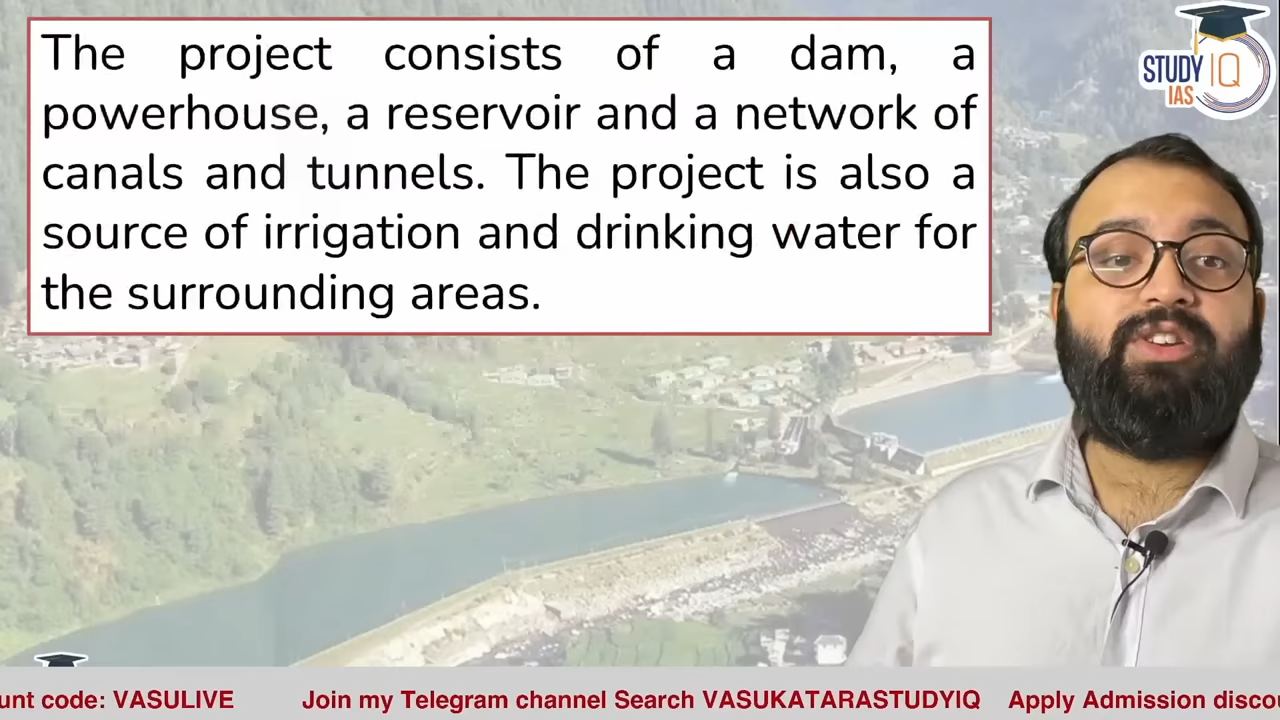 The project consists of a dam, a
powerhouse, a reservoir and a network of
canals and tunnels. The project is also a
source of irrigation and drinking water for
the surrounding areas.
STUDY IQ
IAS
unt code: VASULIVE Join my Telegram channel Search VASUKATARASTUDYIQ Apply Admission disco